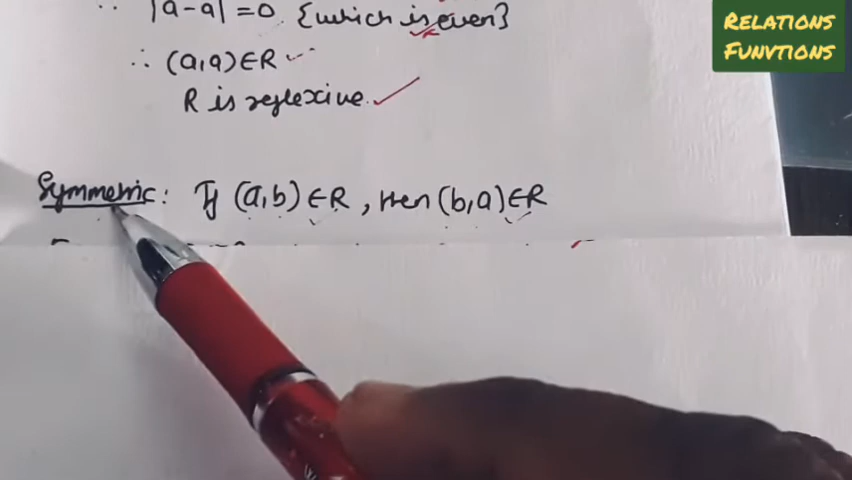 RELATIONS
FUNVTIONS
∴ |a-a| = 0 {which is even}
∴ (a,a) ∈ R
R is reflexive.
Symmetric: If (a,b) ∈ R, then (b,a) ∈ R